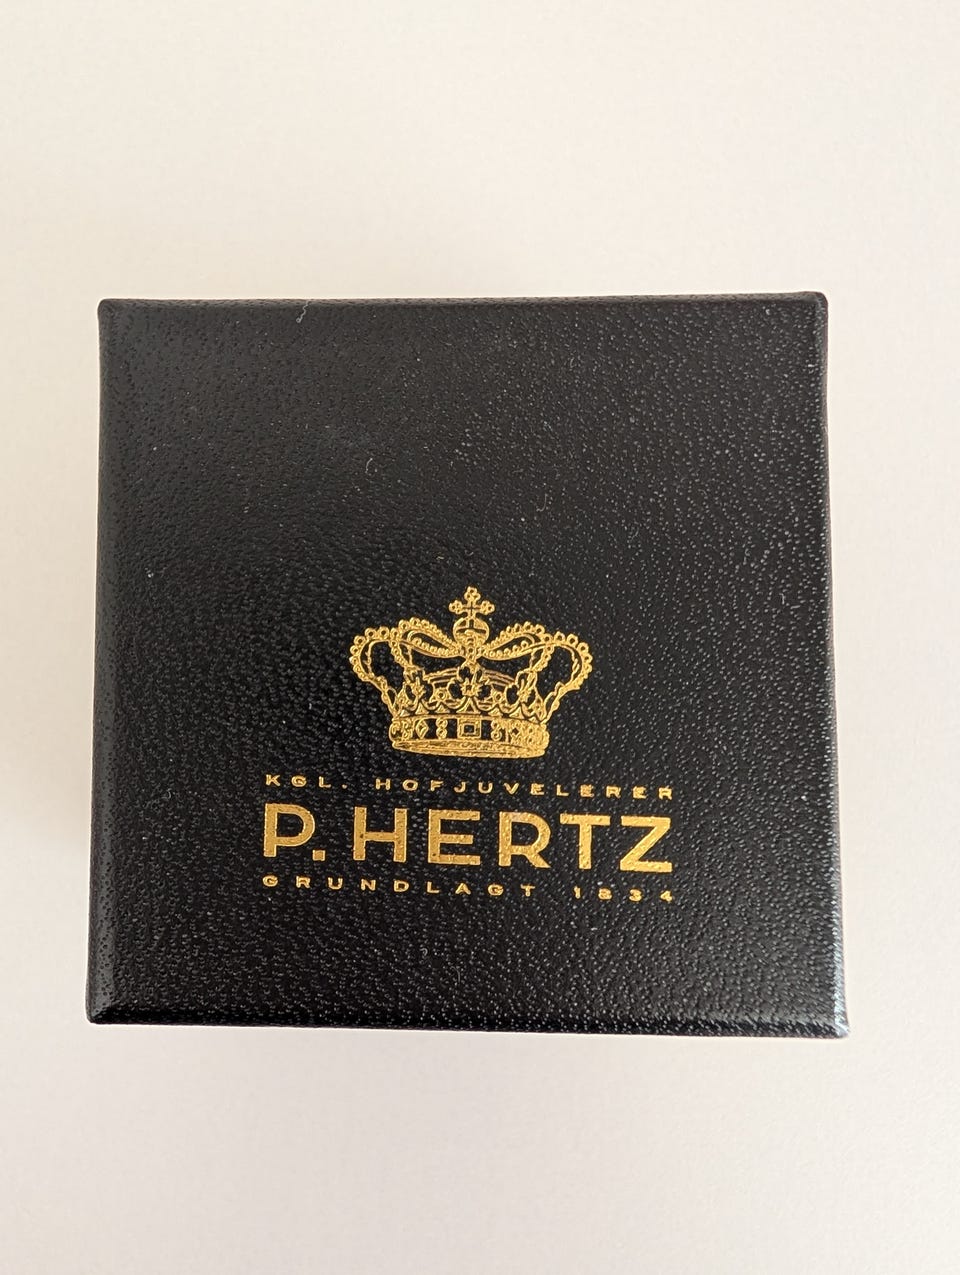 KGL. HOFJUVELERER
P. HERTZ
GRUNDLAGT 1834